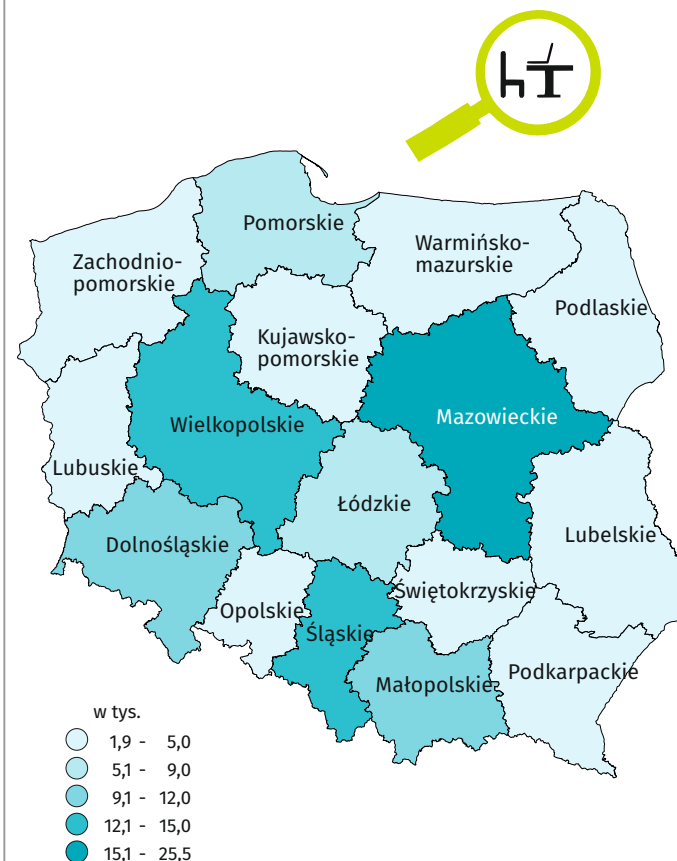 Pomorskie
Warmińsko-
mazurskie
Zachodnio-
pomorskie
Podlaskie
Kujawsko-
pomorskie
Wielkopolskie
Mazowieckie
Lubuskie
Łódzkie
Lubelskie
Dolnośląskie
Opolskie
Świętokrzyskie
Śląskie
Podkarpackie
Małopolskie
w tys.
1,9 - 5,0
5,1 - 9,0
9,1 - 12,0
12,1 - 15,0
15,1 - 25,5